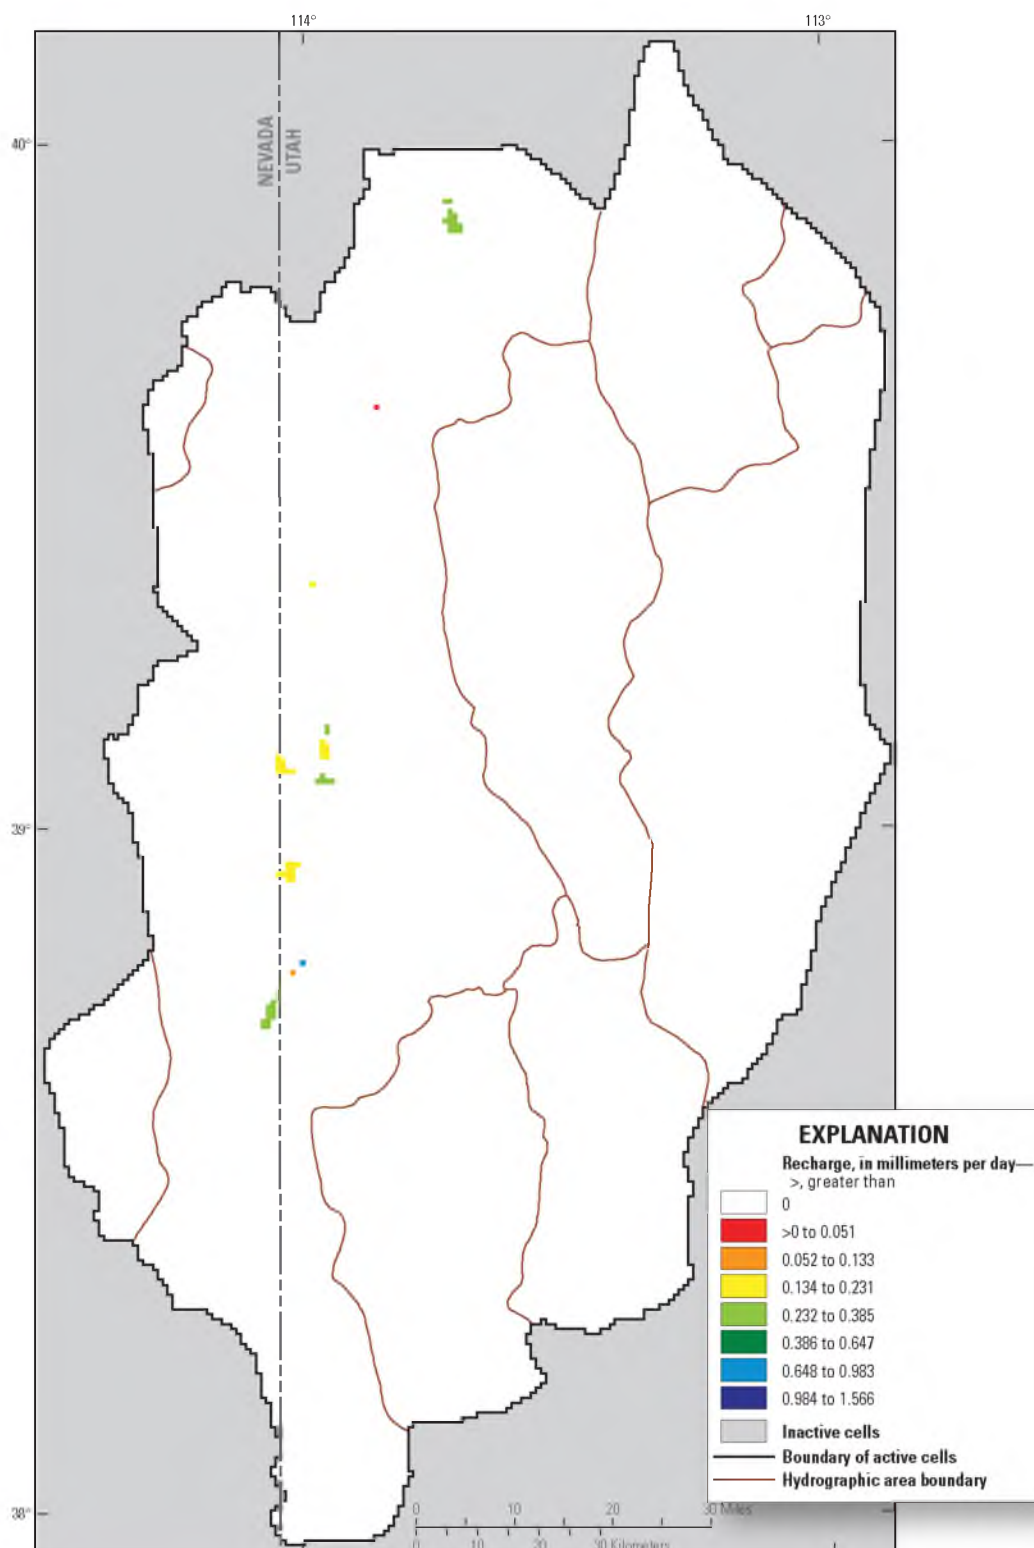 114°
113°
40°
NEVADA
UTAH
39°
38°
EXPLANATION
Recharge, in millimeters per day—
>, greater than
0
>0 to 0.051
0.052 to 0.133
0.134 to 0.231
0.232 to 0.385
0.386 to 0.647
0.648 to 0.983
0.984 to 1.566
Inactive cells
Boundary of active cells
Hydrographic area boundary
0 10 20 30 Miles
0 10 20 30 Kilometers